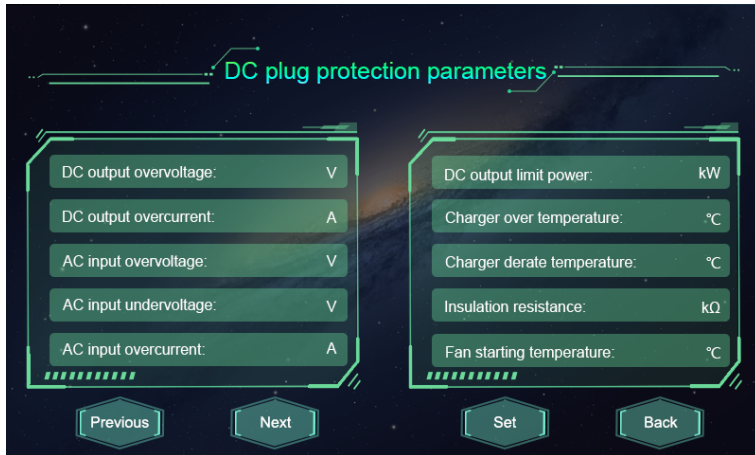 DC plug protection parameters
DC output overvoltage: V
DC output overcurrent: A
AC input overvoltage: V
AC input undervoltage: V
AC input overcurrent: A
DC output limit power: kW
Charger over temperature: ℃
Charger derate temperature: ℃
Insulation resistance: kΩ
Fan starting temperature: ℃
Previous
Next
Set
Back